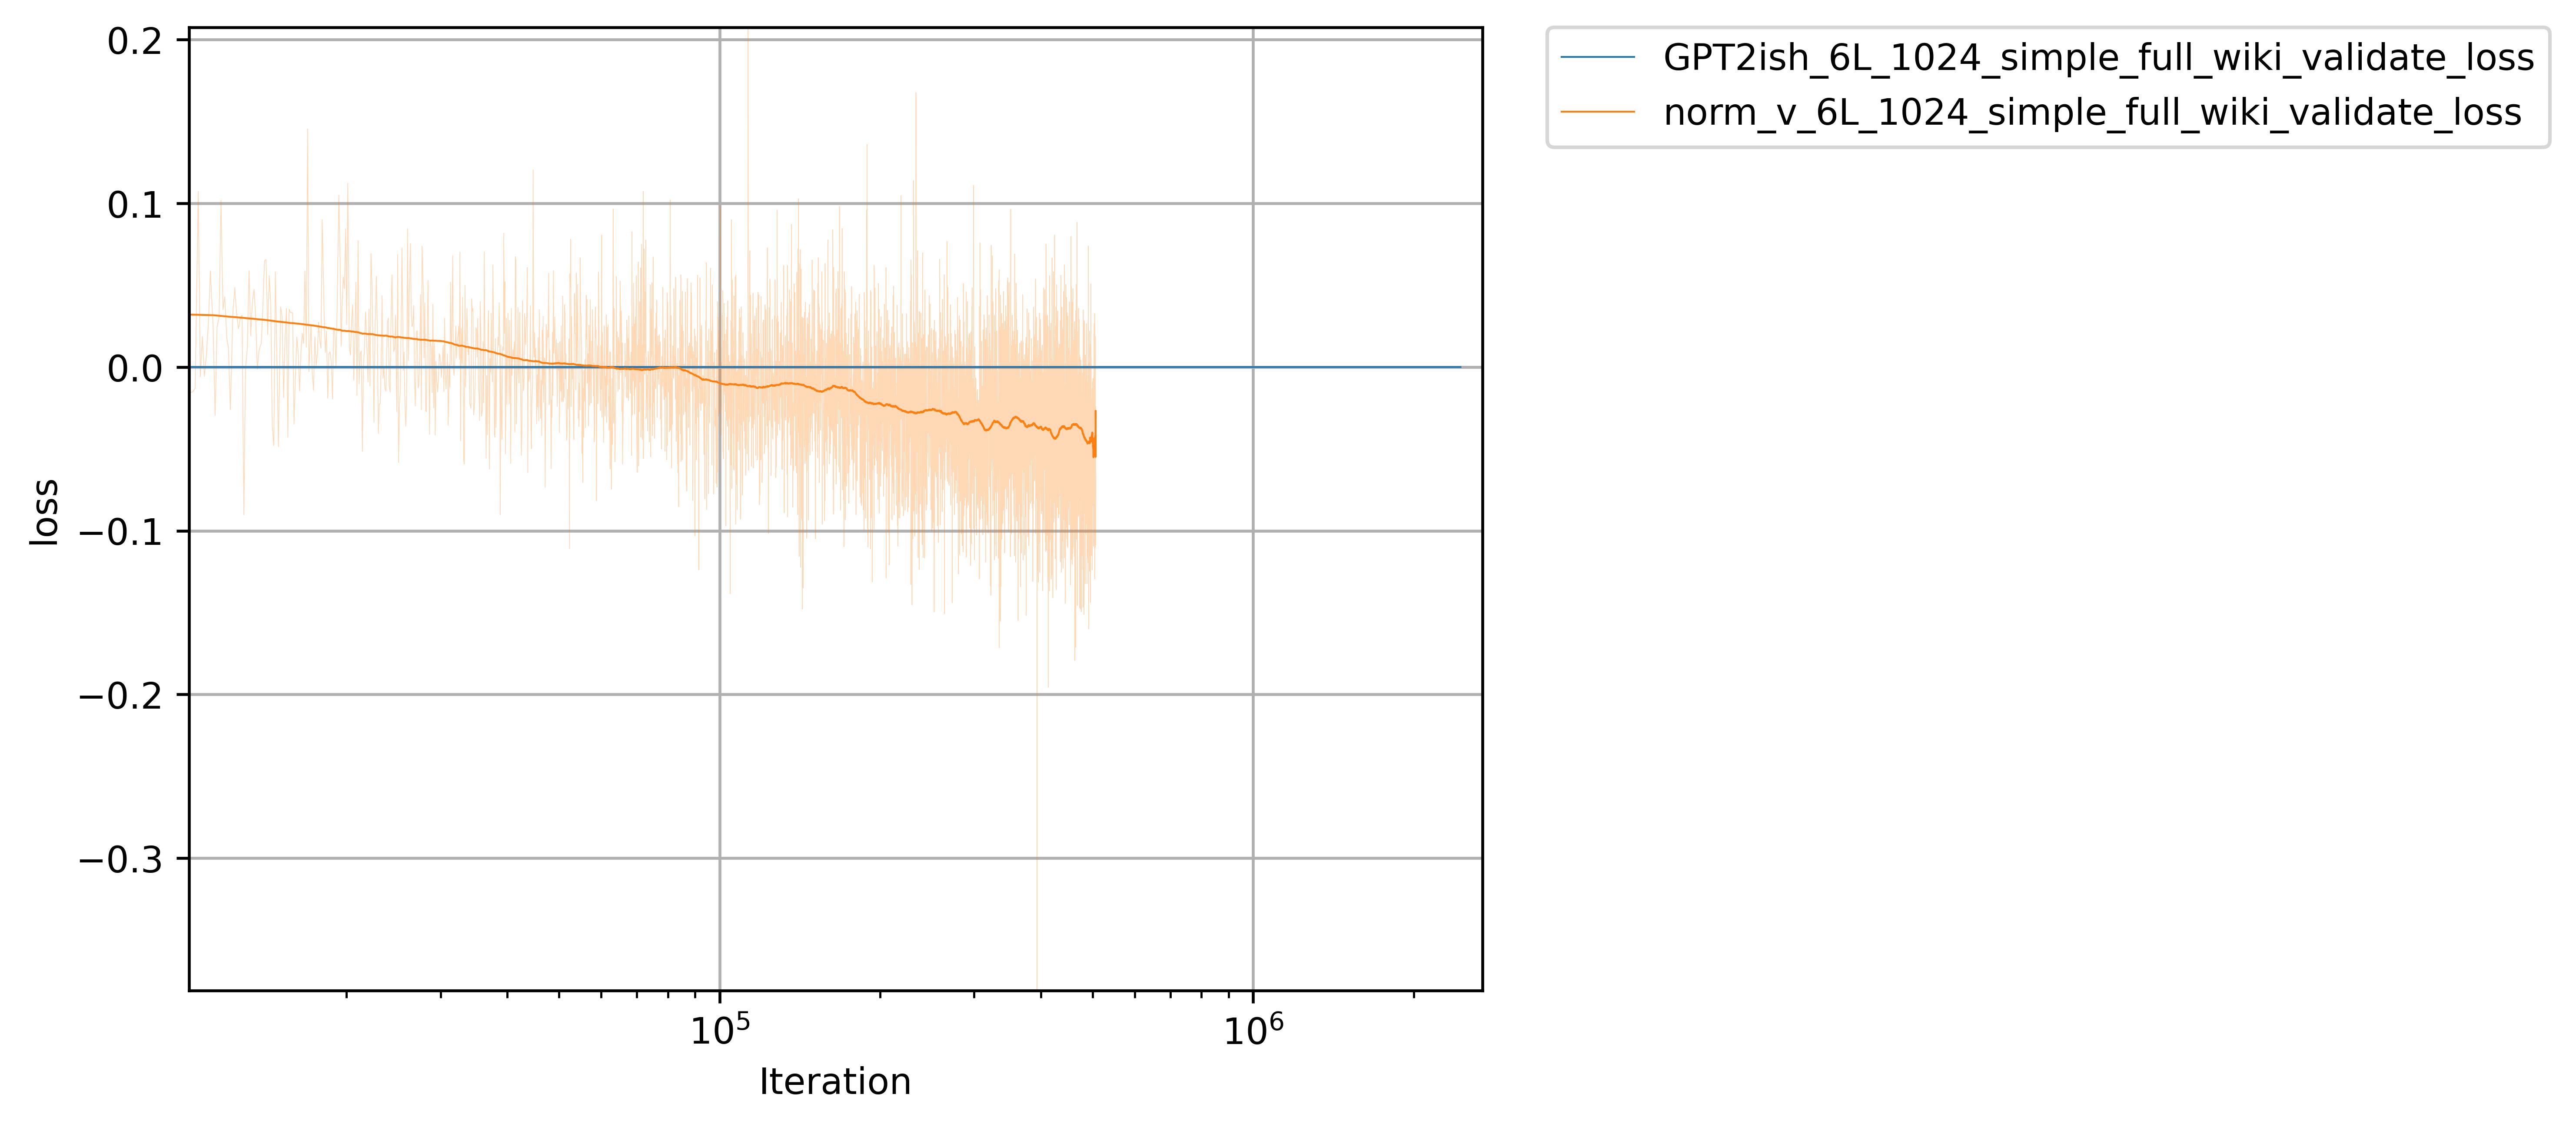 0.2
0.1
0.0
−0.1
−0.2
−0.3
loss
10⁵
10⁶
Iteration
GPT2ish_6L_1024_simple_full_wiki_validate_loss
norm_v_6L_1024_simple_full_wiki_validate_loss